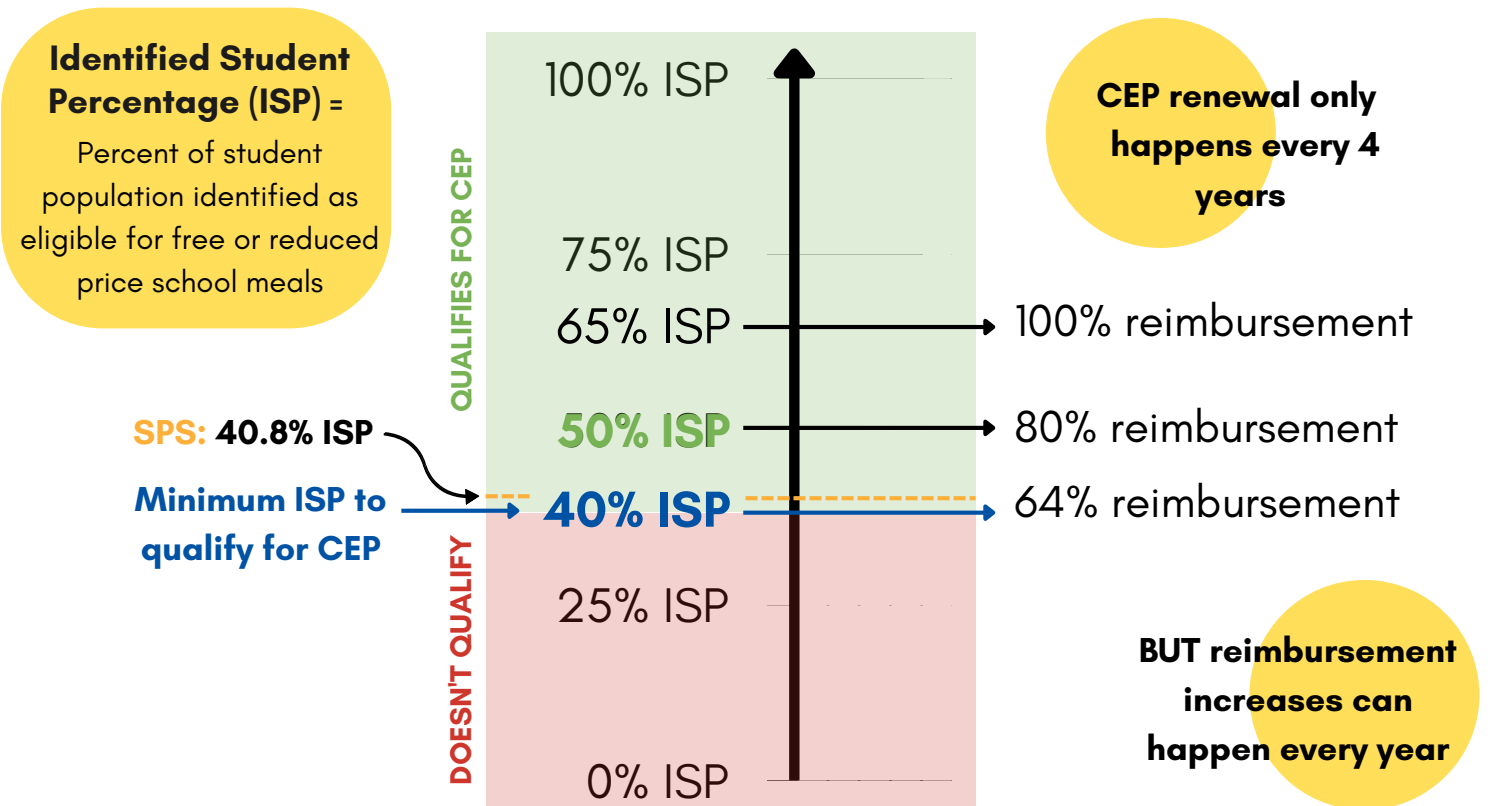 Identified Student
Percentage (ISP) =
Percent of student
population identified as
eligible for free or reduced
price school meals
QUALIFIES FOR CEP
DOESN'T QUALIFY
SPS: 40.8% ISP
Minimum ISP to
qualify for CEP
100% ISP
75% ISP
65% ISP
50% ISP
40% ISP
25% ISP
0% ISP
CEP renewal only
happens every 4
years
100% reimbursement
80% reimbursement
64% reimbursement
BUT reimbursement
increases can
happen every year